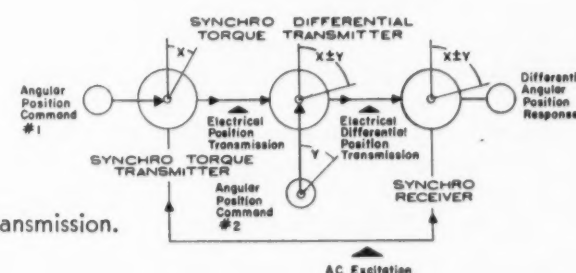 SYNCHRO DIFFERENTIAL
TORQUE TRANSMITTER
X
X±Y
X±Y
Angular
Position
Command
#1
Differential
Angular
Position
Response
Electrical
Position
Transmission
Electrical
Differential
Position
Transmission
SYNCHRO TORQUE
TRANSMITTER
Y
Angular
Position
Command
#2
SYNCHRO
RECEIVER
ansmission.
AC Excitation